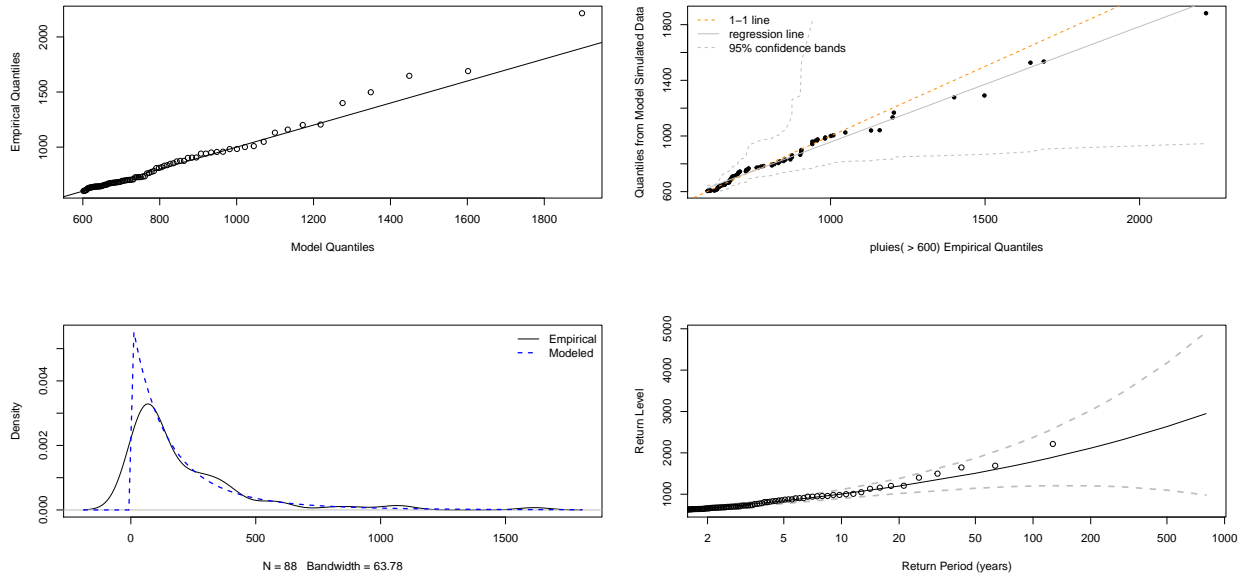 Empirical Quantiles
1000 1500 2000
600 800 1000 1200 1400 1600 1800
Model Quantiles
Quantiles from Model Simulated Data
600 1000 1400 1800
1−1 line
regression line
95% confidence bands
1000 1500 2000
pluies( > 600) Empirical Quantiles
Density
0.000 0.002 0.004
Empirical
Modeled
0 500 1000 1500
N = 88 Bandwidth = 63.78
Return Level
1000 2000 3000 4000 5000
2 5 10 20 50 100 200 500 1000
Return Period (years)